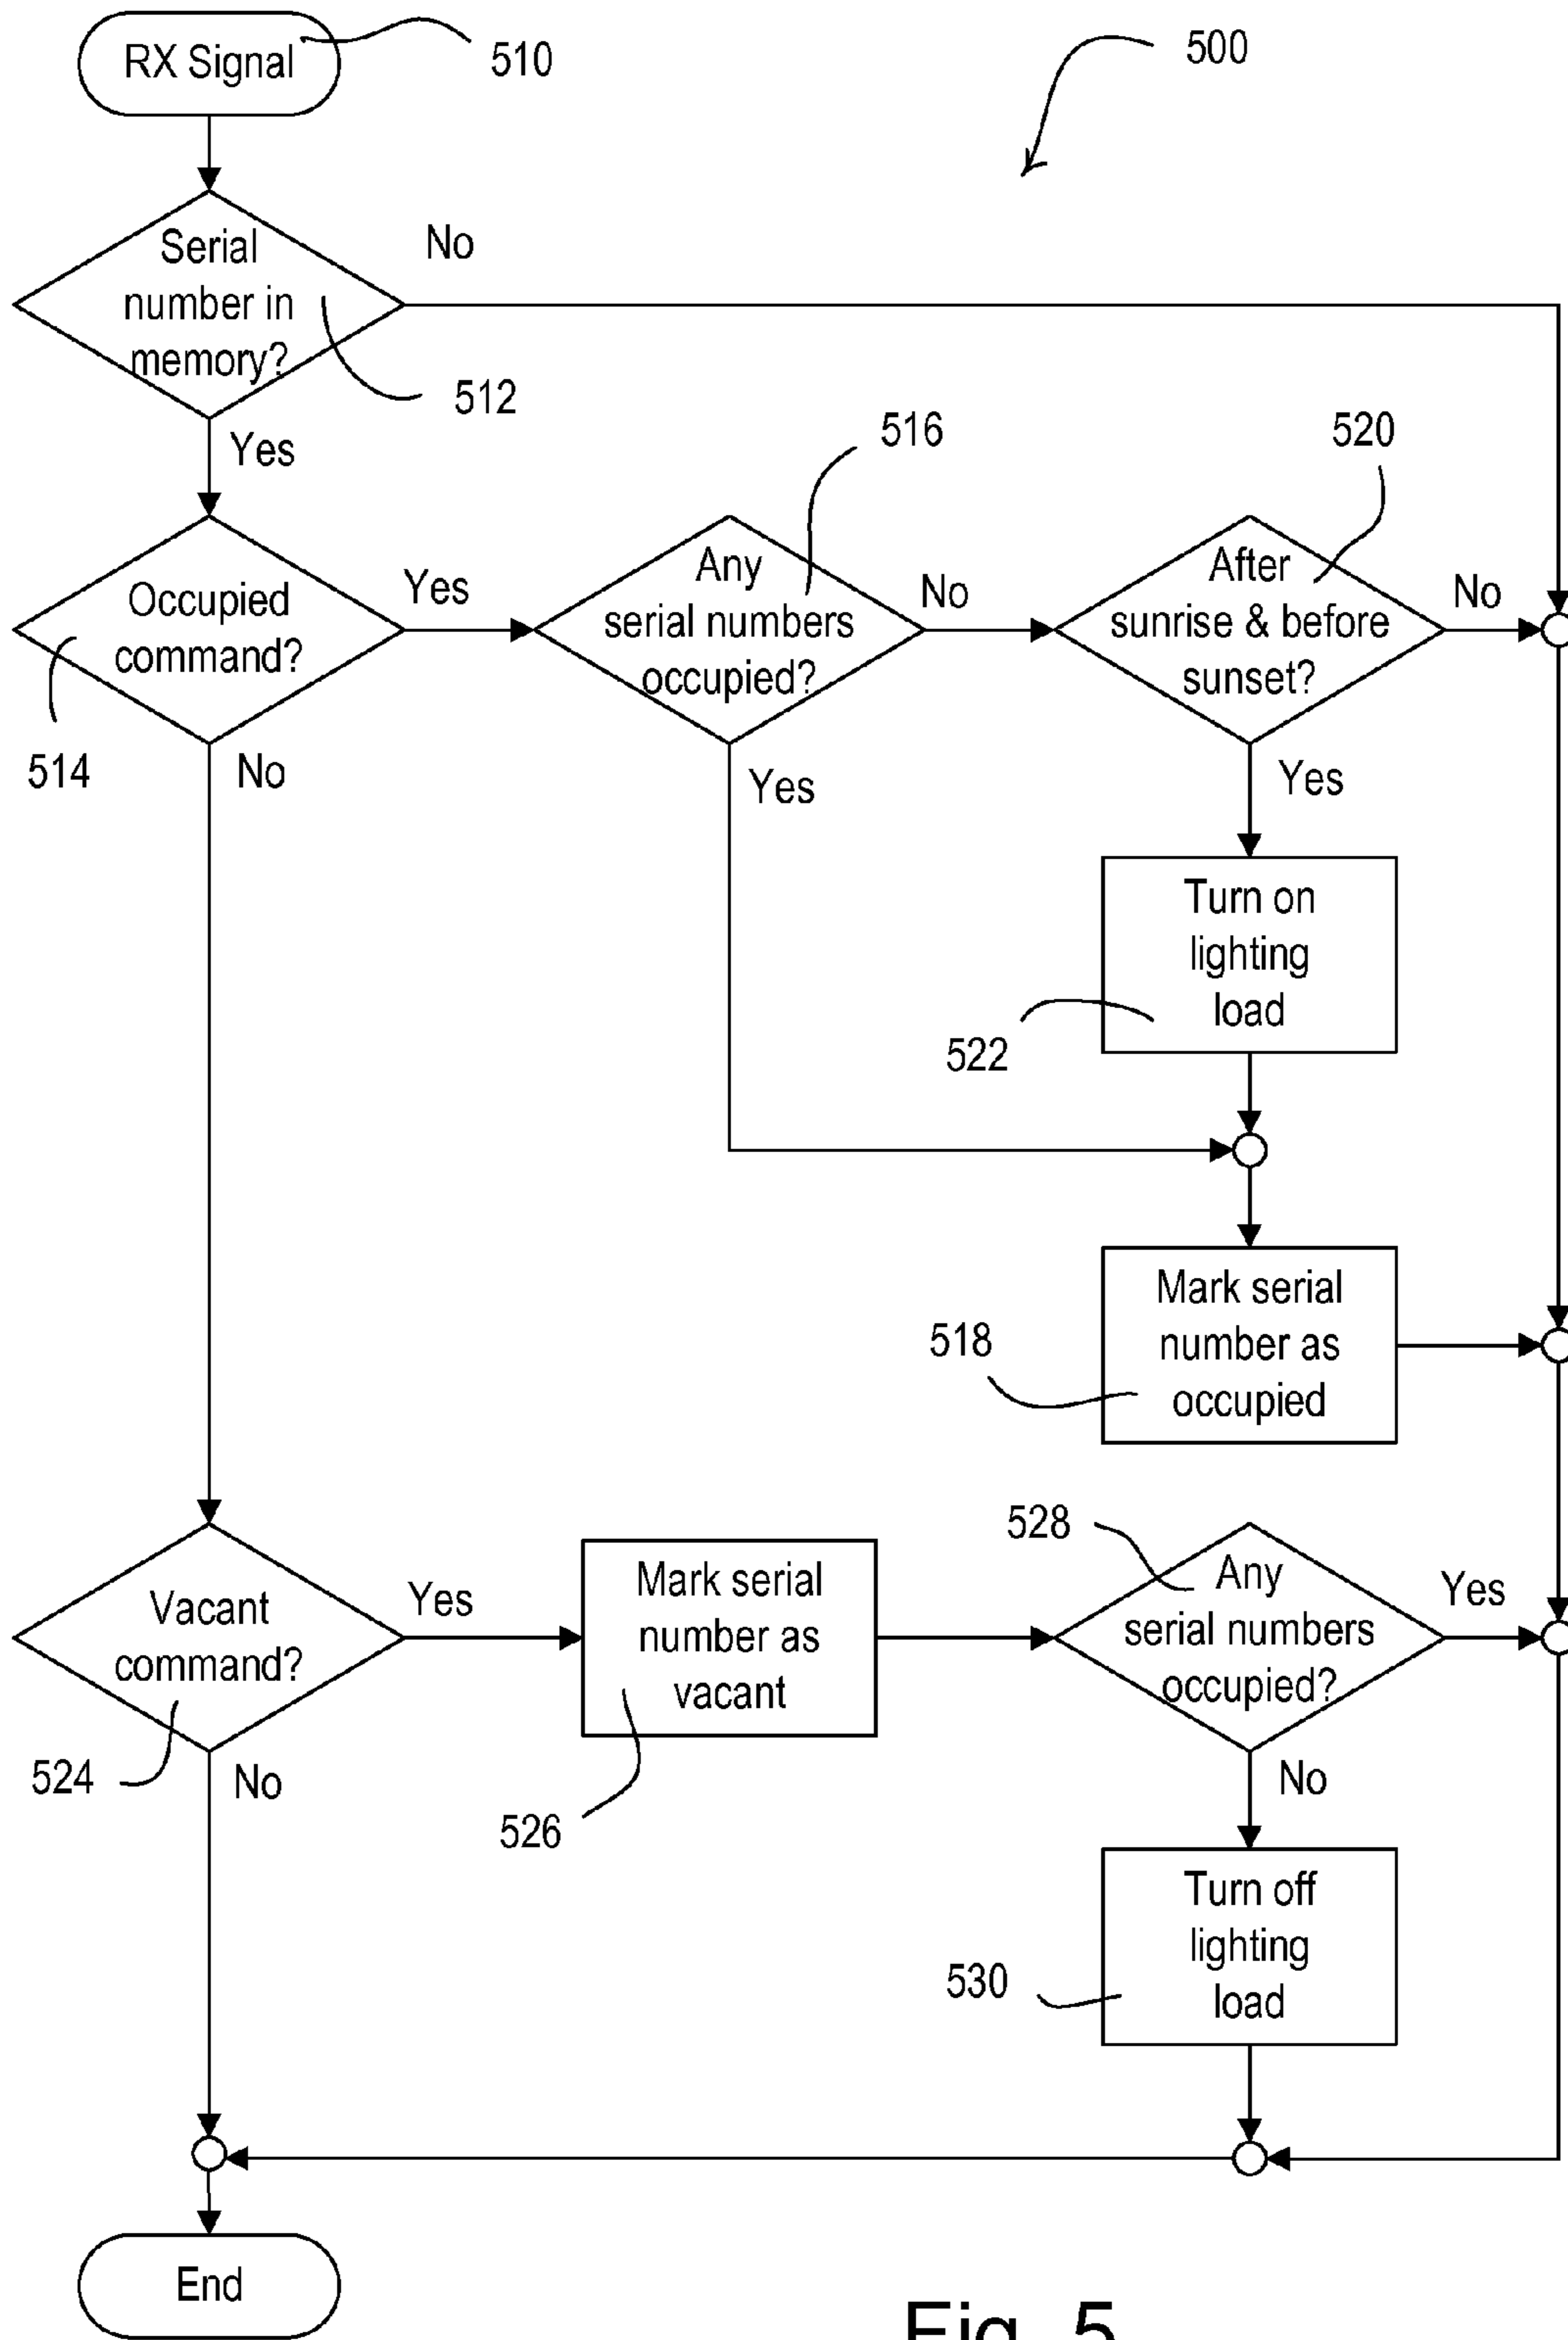 RX Signal
510
500
Serial
number in
memory?
No
512
Yes
516
520
Occupied
command?
Yes
Any
serial numbers
occupied?
No
After
sunrise & before
sunset?
No
514
No
Yes
Yes
Turn on
lighting
load
522
Mark serial
number as
occupied
518
528
Vacant
command?
Yes
Mark serial
number as
vacant
Any
serial numbers
occupied?
Yes
524
No
526
No
Turn off
lighting
load
530
End
Fig. 5